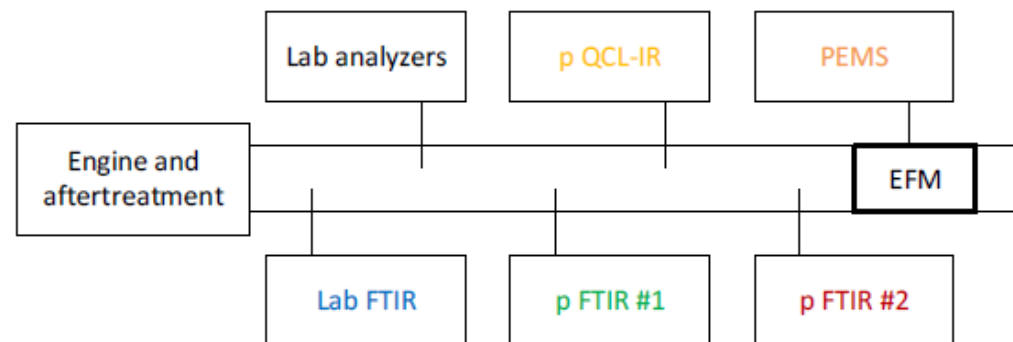 Lab analyzers
p QCL-IR
PEMS
Engine and
aftertreatment
EFM
Lab FTIR
p FTIR #1
p FTIR #2